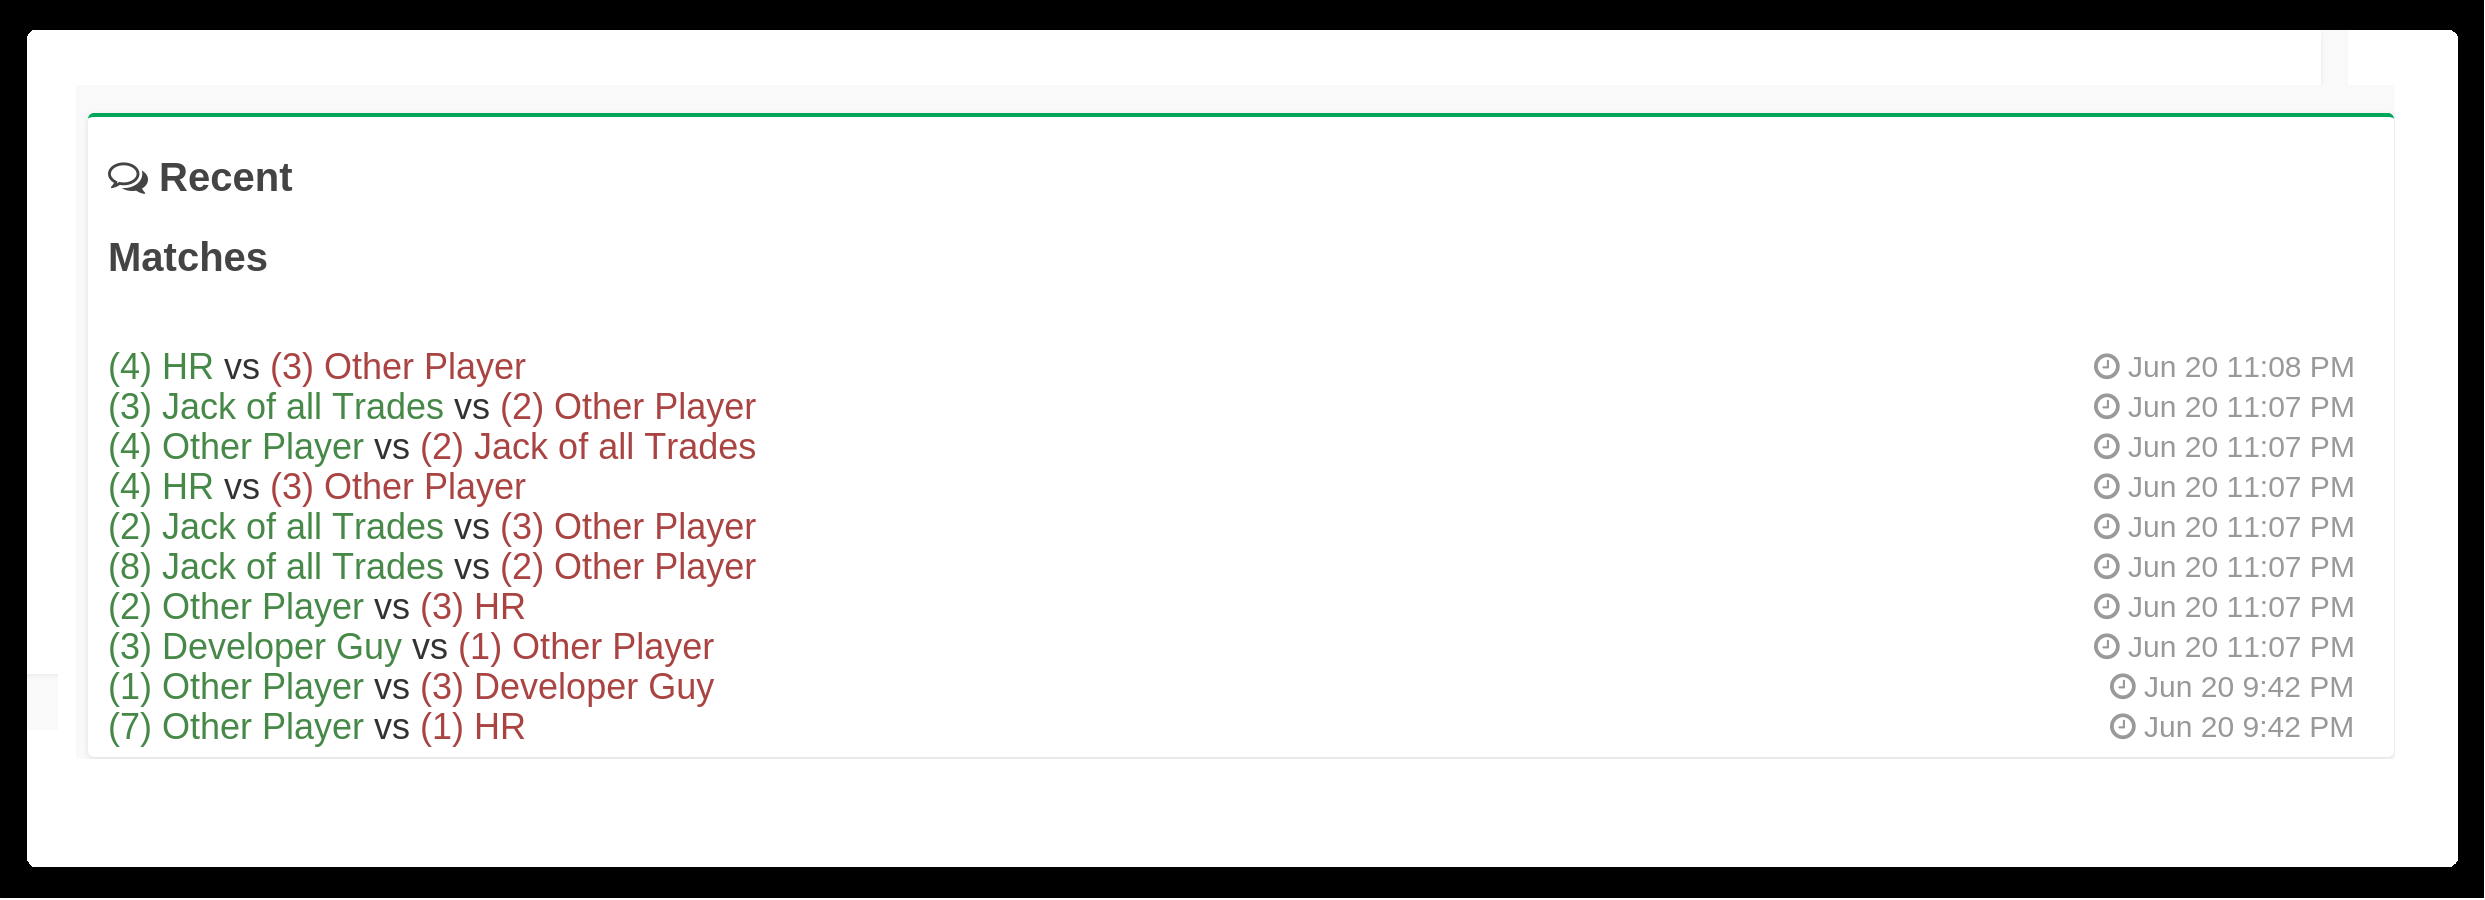 Recent
Matches
(4) HR vs (3) Other Player Jun 20 11:08 PM
(3) Jack of all Trades vs (2) Other Player Jun 20 11:07 PM
(4) Other Player vs (2) Jack of all Trades Jun 20 11:07 PM
(4) HR vs (3) Other Player Jun 20 11:07 PM
(2) Jack of all Trades vs (3) Other Player Jun 20 11:07 PM
(8) Jack of all Trades vs (2) Other Player Jun 20 11:07 PM
(2) Other Player vs (3) HR Jun 20 11:07 PM
(3) Developer Guy vs (1) Other Player Jun 20 11:07 PM
(1) Other Player vs (3) Developer Guy Jun 20 9:42 PM
(7) Other Player vs (1) HR Jun 20 9:42 PM